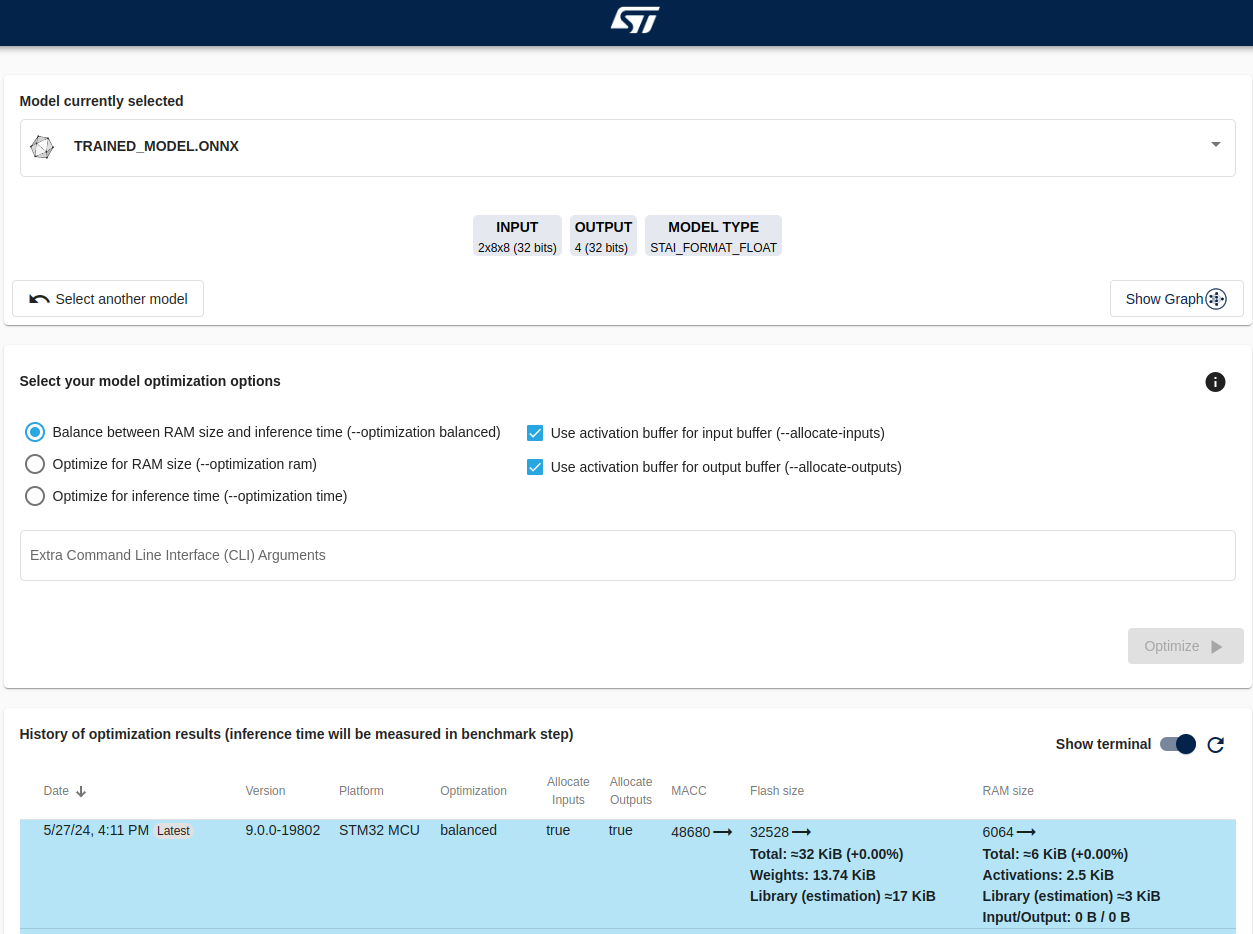 ST
Model currently selected
TRAINED_MODEL.ONNX
INPUT
2x8x8 (32 bits)
OUTPUT
4 (32 bits)
MODEL TYPE
STAI_FORMAT_FLOAT
Select another model
Show Graph
Select your model optimization options
Balance between RAM size and inference time (--optimization balanced)
Optimize for RAM size (--optimization ram)
Optimize for inference time (--optimization time)
Use activation buffer for input buffer (--allocate-inputs)
Use activation buffer for output buffer (--allocate-outputs)
Extra Command Line Interface (CLI) Arguments
Optimize
History of optimization results (inference time will be measured in benchmark step)
Show terminal
Date
Version
Platform
Optimization
Allocate
Inputs
Allocate
Outputs
MACC
Flash size
RAM size
5/27/24, 4:11 PM Latest
9.0.0-19802
STM32 MCU
balanced
true
true
48680
32528
Total: ≈32 KiB (+0.00%)
Weights: 13.74 KiB
Library (estimation) ≈17 KiB
6064
Total: ≈6 KiB (+0.00%)
Activations: 2.5 KiB
Library (estimation) ≈3 KiB
Input/Output: 0 B / 0 B